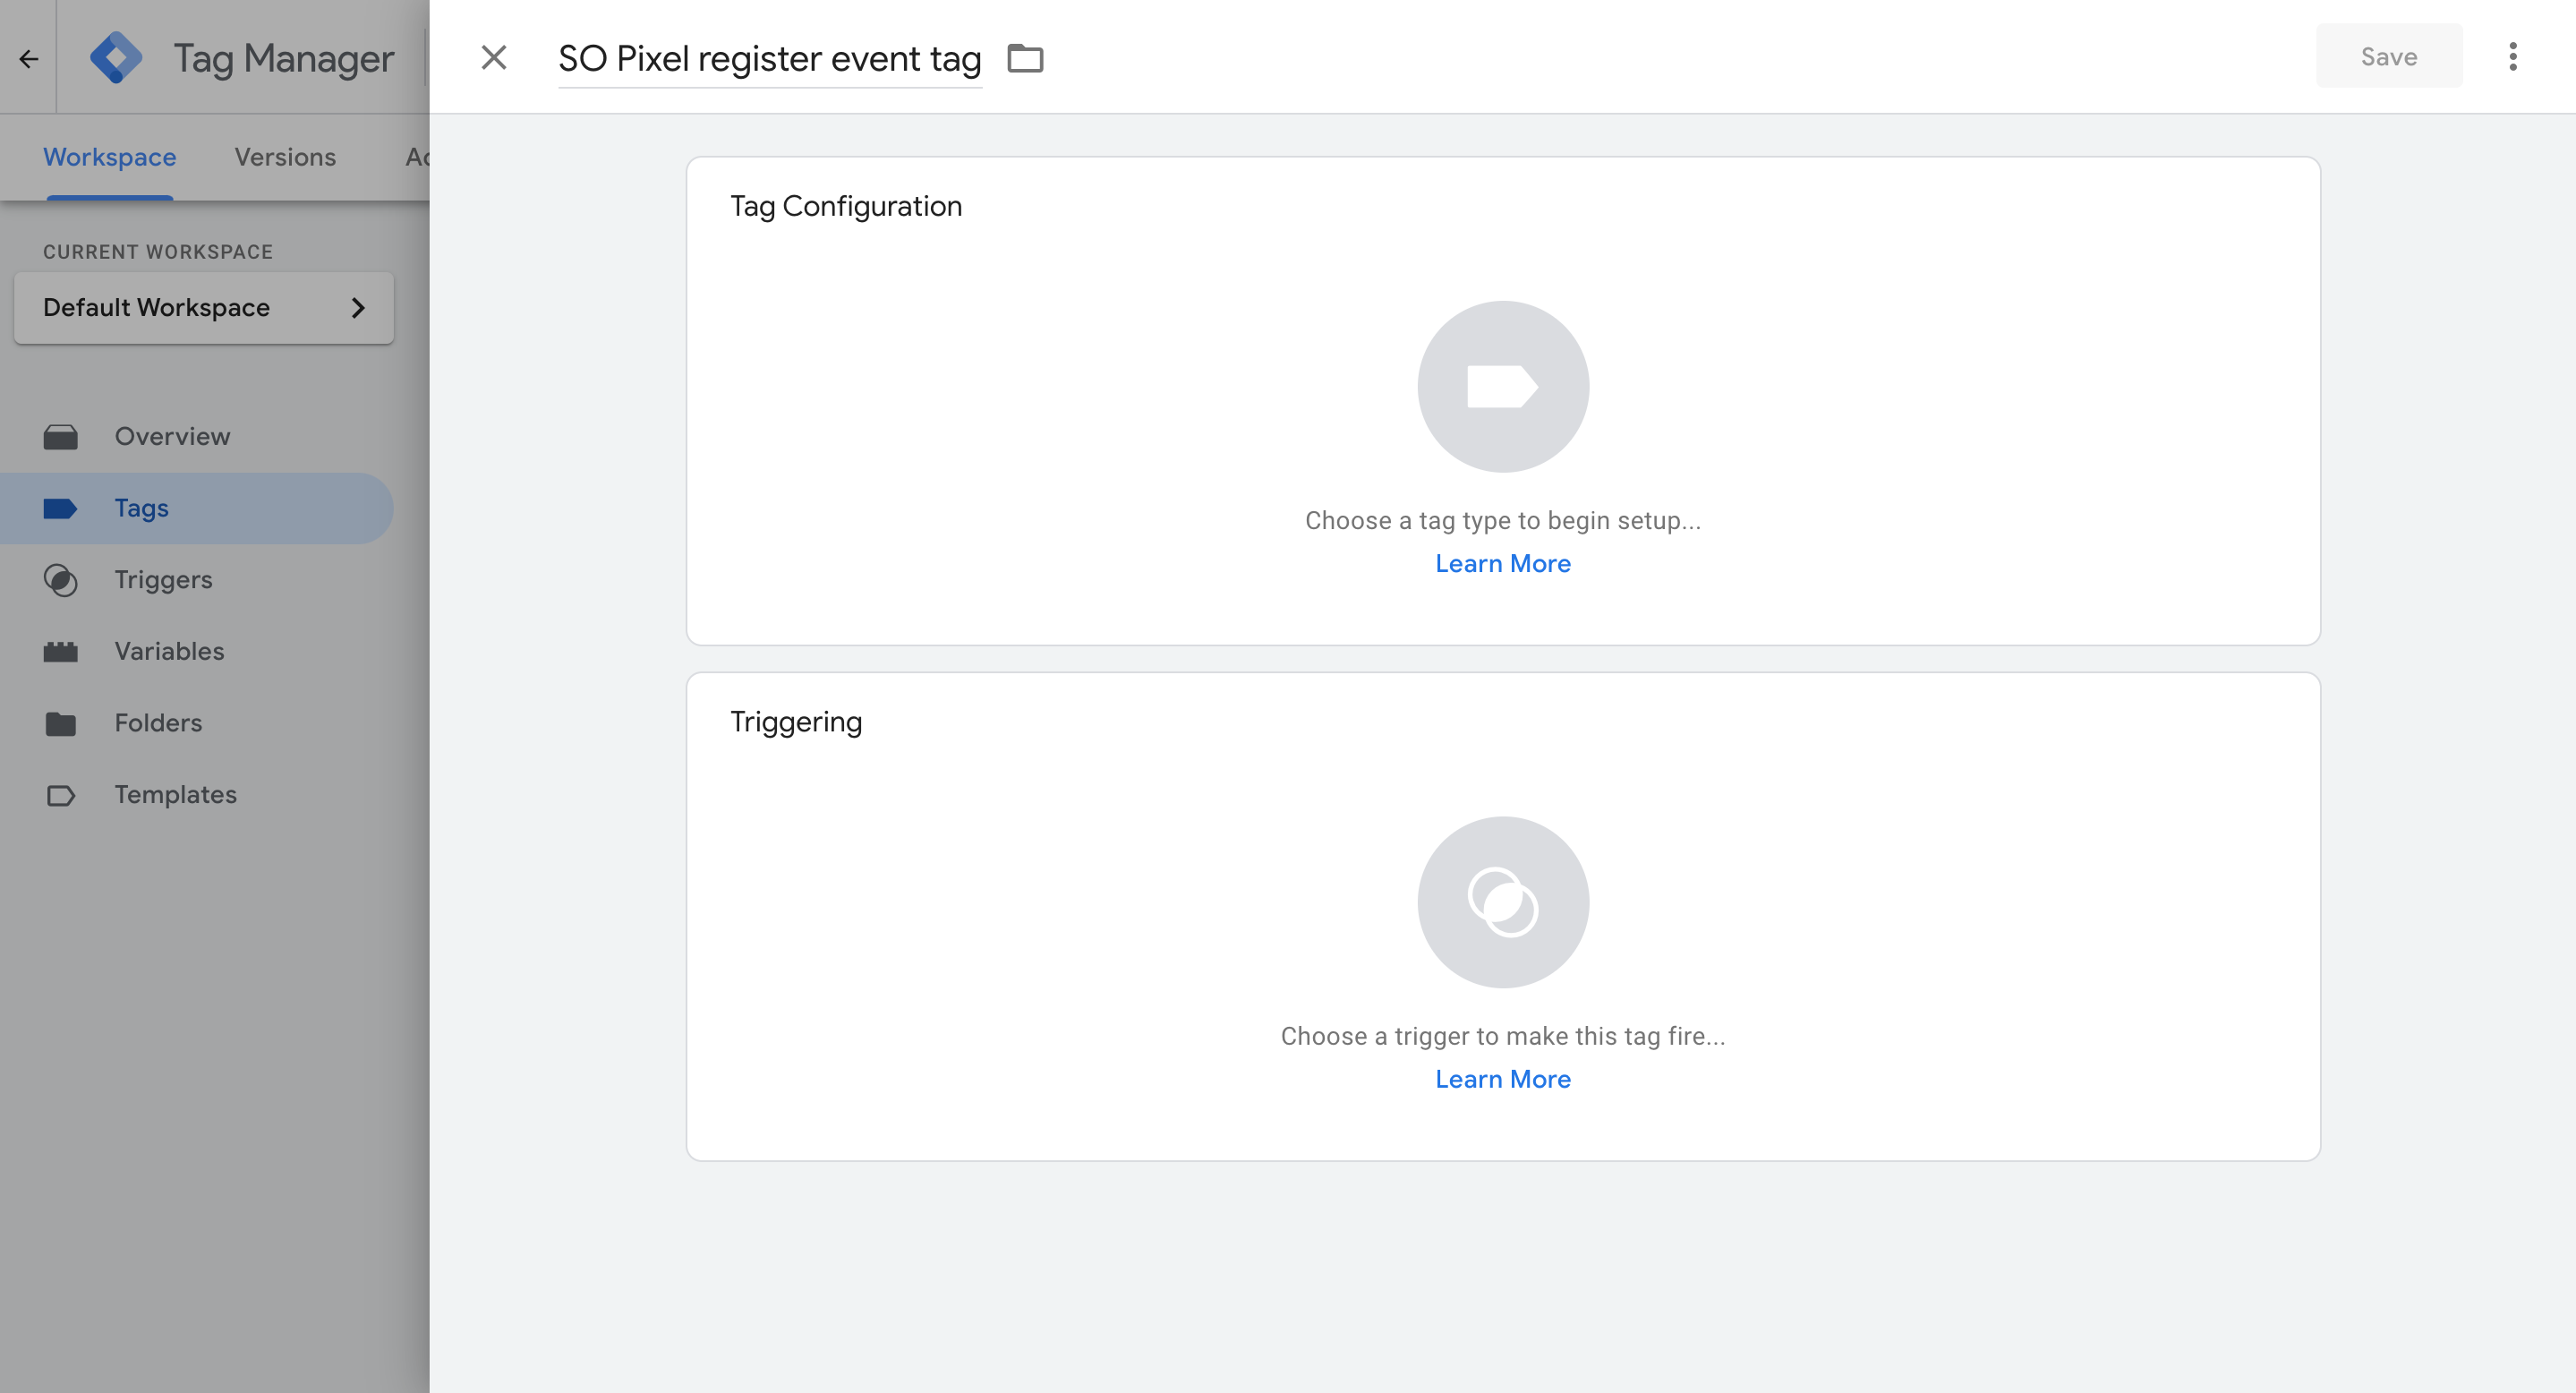 Tag Manager
SO Pixel register event tag
Save
Workspace
Versions
CURRENT WORKSPACE
Default Workspace
Overview
Tags
Triggers
Variables
Folders
Templates
Tag Configuration
Choose a tag type to begin setup...
Learn More
Triggering
Choose a trigger to make this tag fire...
Learn More